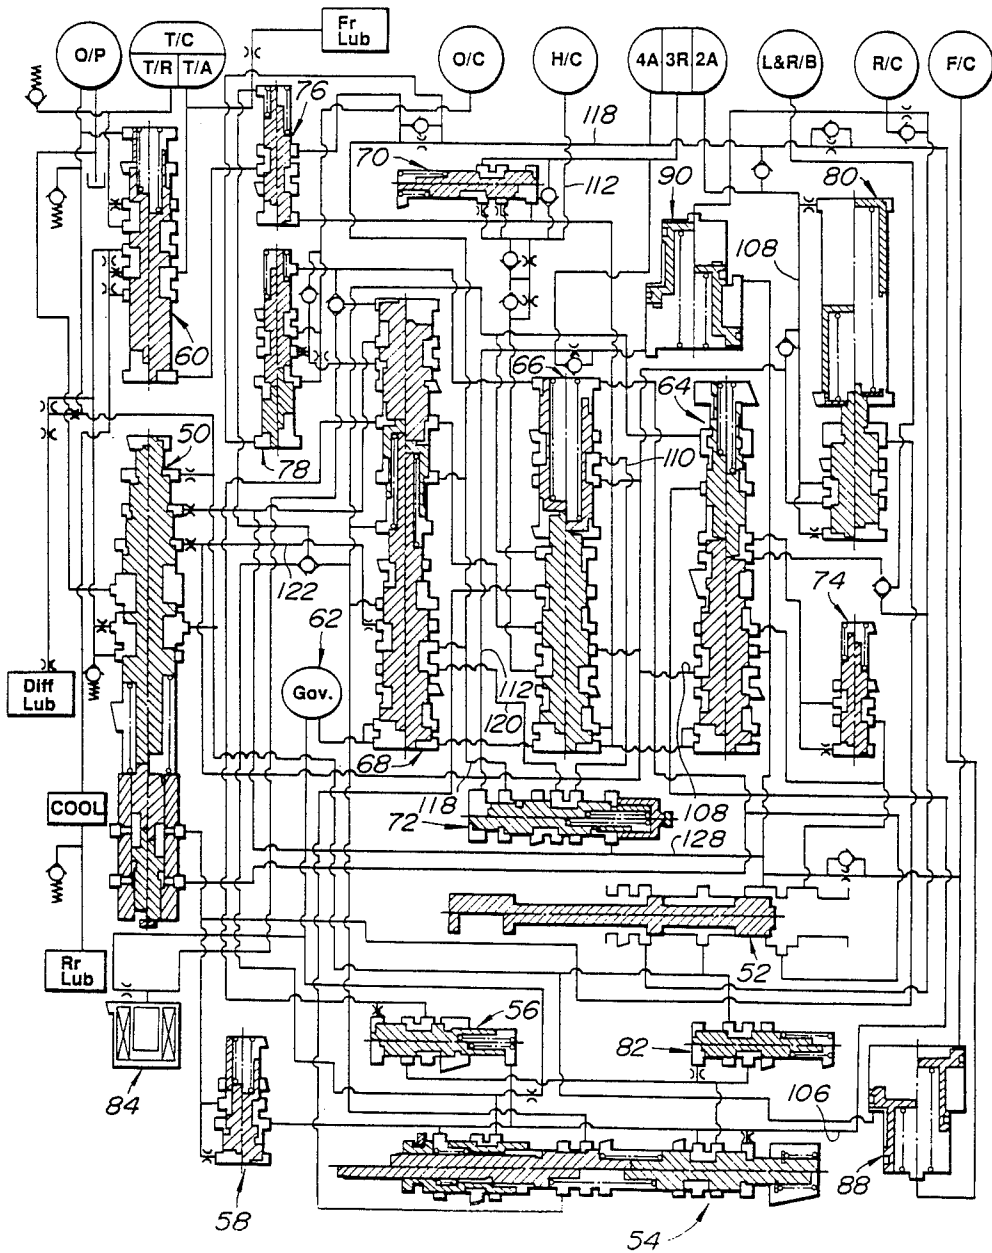 Fr
Lub
O/P
T/C
T/R T/A
O/C
H/C
4A 3R 2A
L&R/B
R/C
F/C
76
118
70
112
90
80
108
60
66
64
50
78
110
74
122
62
Gov.
Diff
Lub
112
120
68
118
108
COOL
72
128
Rr
Lub
52
56
82
84
106
88
58
54